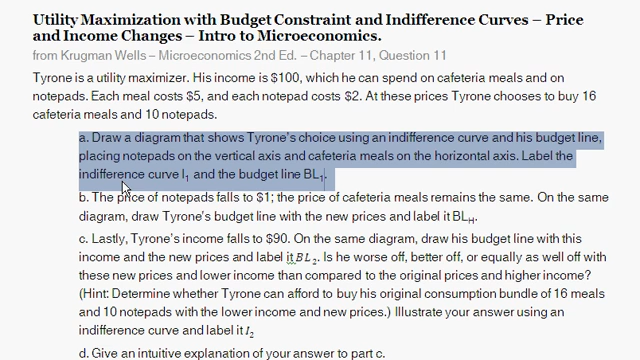 Utility Maximization with Budget Constraint and Indifference Curves – Price
and Income Changes – Intro to Microeconomics.
from Krugman Wells – Microeconomics 2nd Ed. – Chapter 11, Question 11
Tyrone is a utility maximizer. His income is $100, which he can spend on cafeteria meals and on
notepads. Each meal costs $5, and each notepad costs $2. At these prices Tyrone chooses to buy 16
cafeteria meals and 10 notepads.
a. Draw a diagram that shows Tyrone's choice using an indifference curve and his budget line,
placing notepads on the vertical axis and cafeteria meals on the horizontal axis. Label the
indifference curve I₁ and the budget line BL₁.
b. The price of notepads falls to $1; the price of cafeteria meals remains the same. On the same
diagram, draw Tyrone's budget line with the new prices and label it BLH.
c. Lastly, Tyrone's income falls to $90. On the same diagram, draw his budget line with this
income and the new prices and label it BL₂. Is he worse off, better off, or equally as well off with
these new prices and lower income than compared to the original prices and higher income?
(Hint: Determine whether Tyrone can afford to buy his original consumption bundle of 16 meals
and 10 notepads with the lower income and new prices.) Illustrate your answer using an
indifference curve and label it I₂
d. Give an intuitive explanation of your answer to part c.